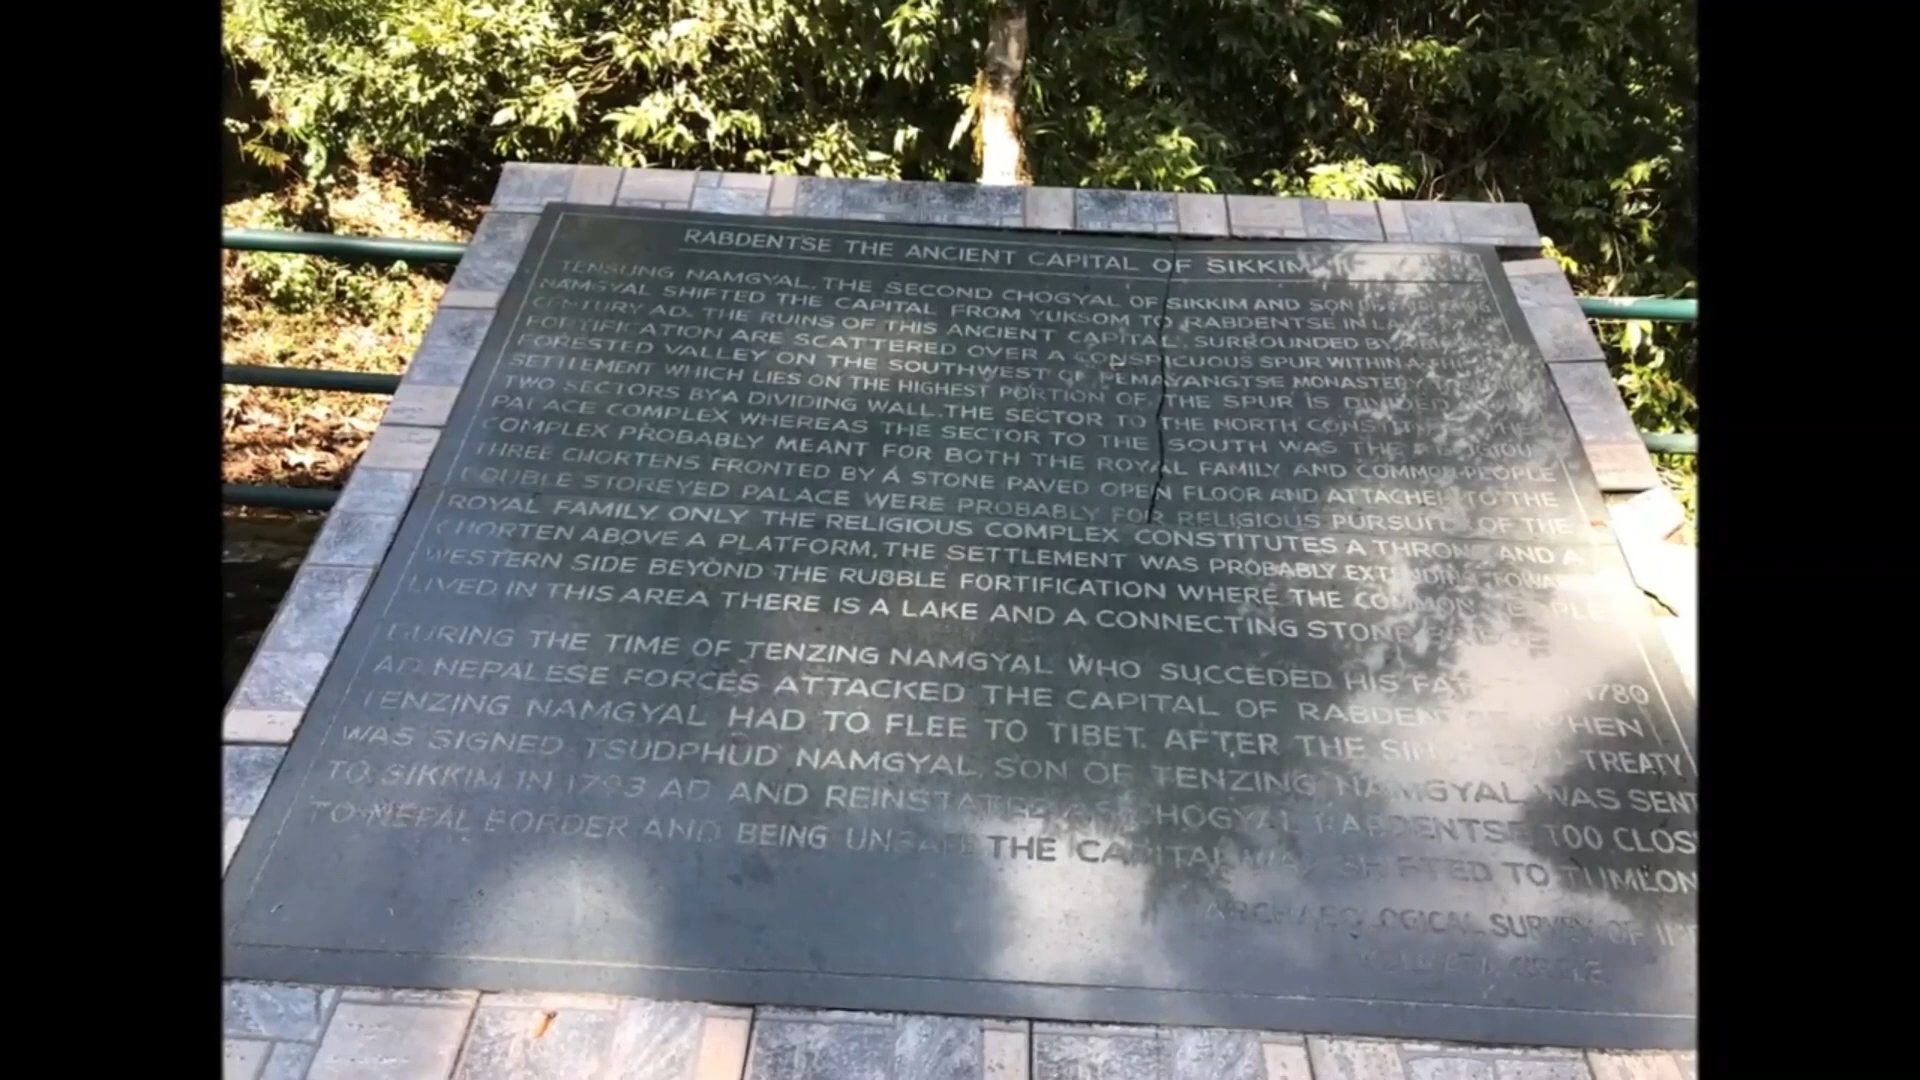 RABDENTSE THE ANCIENT CAPITAL OF SIKKIM
TENSUNG NAMGYAL, THE SECOND CHOGYAL OF SIKKIM AND SON OF
NAMGYAL SHIFTED THE CAPITAL FROM YUKSOM TO RABDENTSE IN
CENTURY AD. THE RUINS OF THIS ANCIENT CAPITAL SURROUNDED BY
FORTIFICATION ARE SCATTERED OVER A CONSPICUOUS SPUR WITHIN A
FORESTED VALLEY ON THE SOUTHWEST OF PEMAYANGTSE MONASTERY
SETTLEMENT WHICH LIES ON THE HIGHEST PORTION OF THE SPUR IS DIVIDED
TWO SECTORS BY A DIVIDING WALL. THE SECTOR TO THE NORTH
PALACE COMPLEX WHEREAS THE SECTOR TO THE SOUTH WAS THE
COMPLEX PROBABLY MEANT FOR BOTH THE ROYAL FAMILY AND COMMON PEOPLE
THREE CHORTENS FRONTED BY A STONE PAVED OPEN FLOOR AND ATTACHED TO THE
DOUBLE STOREYED PALACE WERE PROBABLY FOR RELIGIOUS PURSUIT OF THE
ROYAL FAMILY ONLY THE RELIGIOUS COMPLEX CONSTITUTES A THRONE AND A
CHORTEN ABOVE A PLATFORM. THE SETTLEMENT WAS PROBABLY EXTENDING
WESTERN SIDE BEYOND THE RUBBLE FORTIFICATION WHERE THE COMMON PEOPLE
LIVED IN THIS AREA THERE IS A LAKE AND A CONNECTING STONE
DURING THE TIME OF TENZING NAMGYAL WHO SUCCEDED HIS 1780
AD NEPALESE FORCES ATTACKED THE CAPITAL OF RABDENTSE WHEN
TENZING NAMGYAL HAD TO FLEE TO TIBET. AFTER THE TREATY
WAS SIGNED TSUDPHUD NAMGYAL SON OF TENZING NAMGYAL WAS SENT
TO SIKKIM IN 1793 AD AND REINSTATED AS CHOGYAL RABDENTSE TOO CLOS
TO NEPAL BORDER AND BEING UNSAFE THE CAPITAL WAS SHIFTED TO TUMLON
ARCHAEOLOGICAL SURVEY OF
CIRCLE